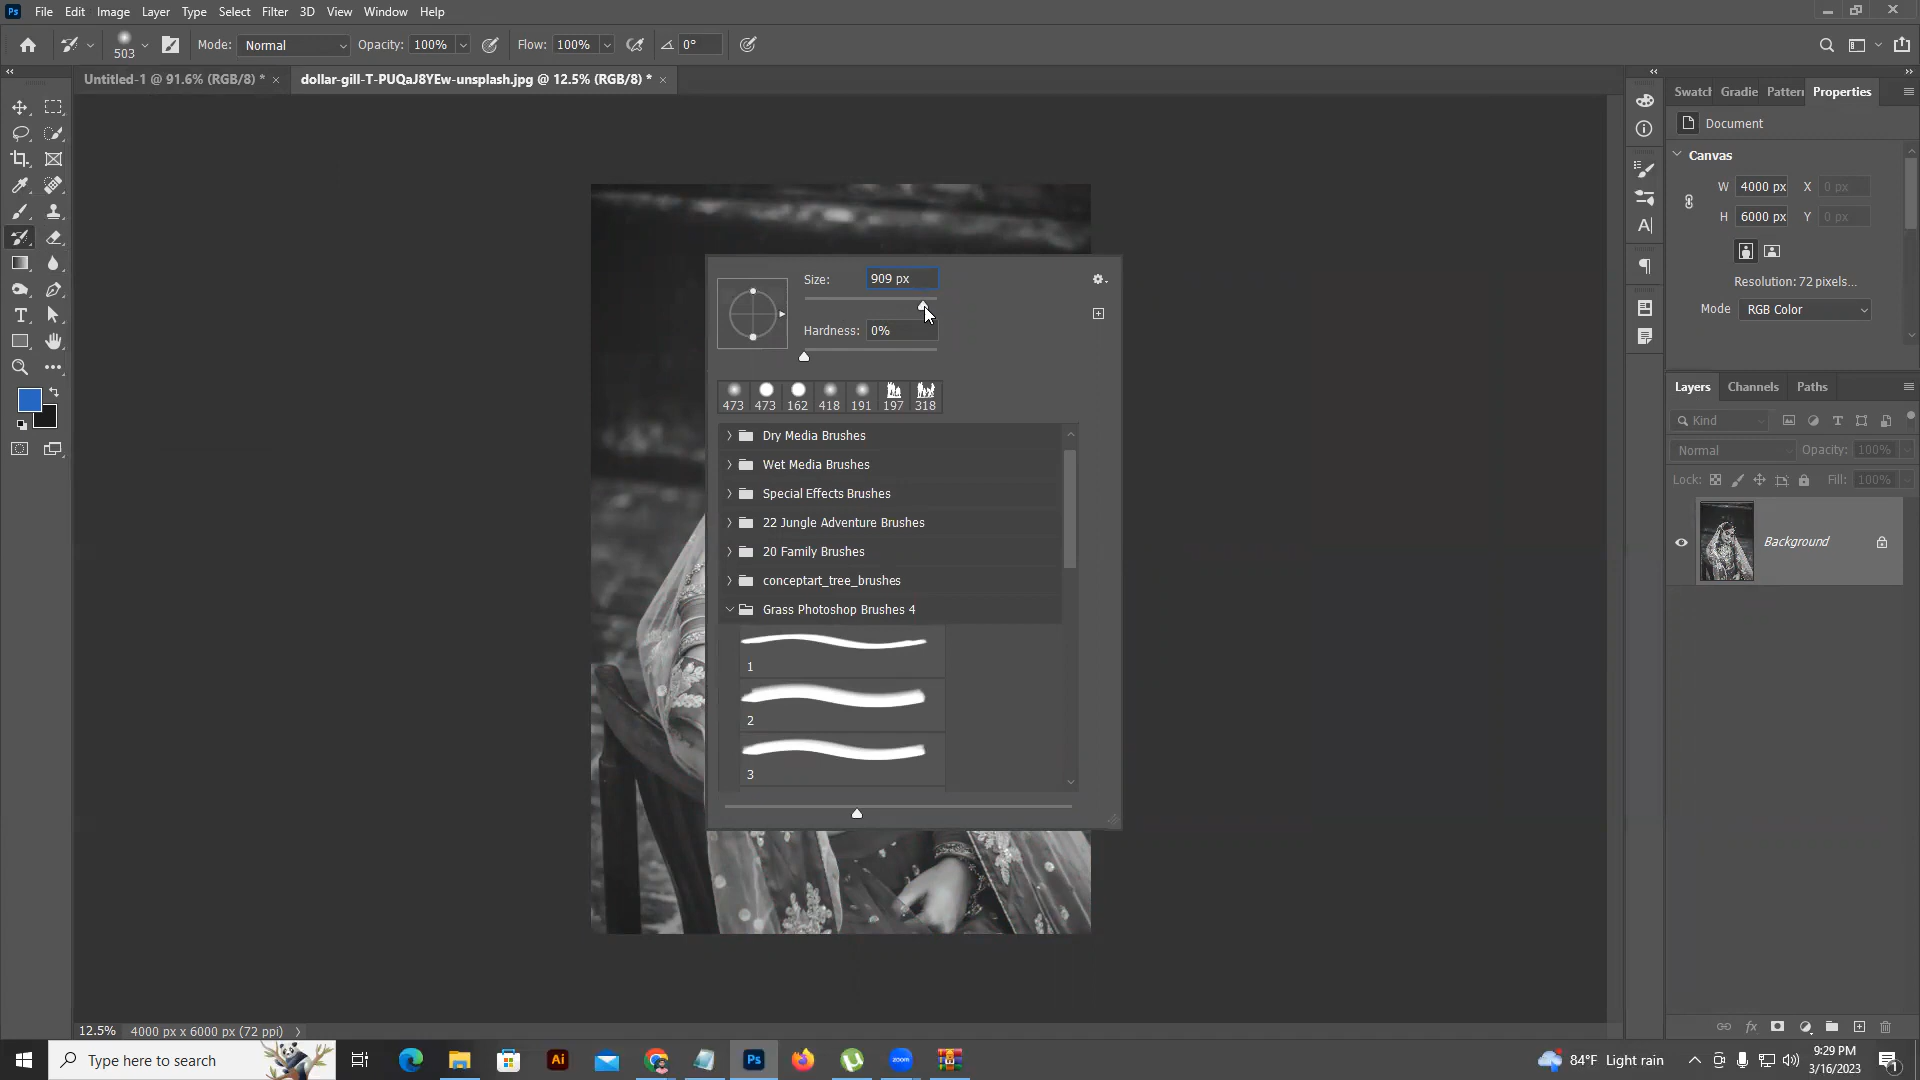 Ps File Edit Image Layer Type Select Filter 3D View Window Help
503 Mode: Normal Opacity: 100% Flow: 100% 0°
Untitled-1 @ 91.6% (RGB/8) * × dollar-gill-T-PUQaJ8YEw-unsplash.jpg @ 12.5% (RGB/8) * ×
Swatch Gradie Pattern Properties
Document
Canvas
W 4000 px X 0 px
H 6000 px Y 0 px
Resolution: 72 pixels...
Mode RGB Color
Size: 909 px
Hardness: 0%
473 473 162 418 191 197 318
Dry Media Brushes
Wet Media Brushes
Special Effects Brushes
22 Jungle Adventure Brushes
20 Family Brushes
conceptart_tree_brushes
Grass Photoshop Brushes 4
1
2
3
Layers Channels Paths
Kind
Normal Opacity: 100%
Lock: Fill: 100%
Background
12.5% 4000 px x 6000 px (72 ppi)
Type here to search
Ai Ps zoom
84°F Light rain
9:29 PM
3/16/2023
1